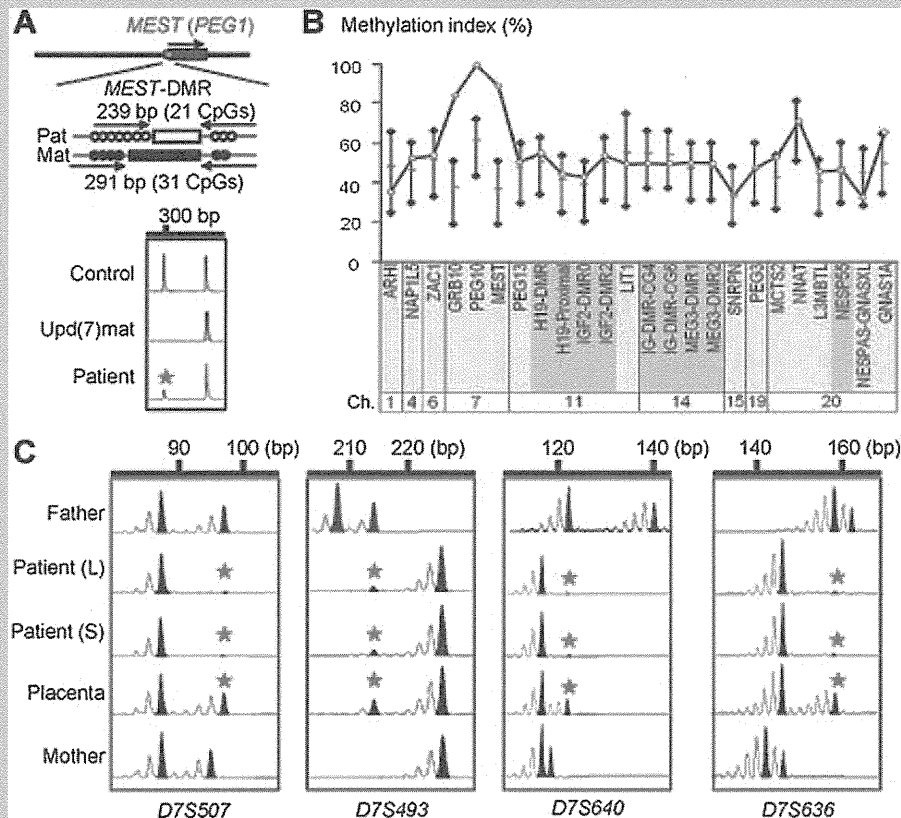 A
MEST (PEG1)
MEST-DMR
239 bp (21 CpGs)
Pat
Mat
291 bp (31 CpGs)
300 bp
Control
Upd(7)mat
Patient
B
Methylation index (%)
100
80
60
40
20
0
ARHI
NAP1L5
ZAC1
GRB10
PEG10
MEST
PEG13
H19-DMR
H19-Proximal
IGF2-DMR0
IGF2-DMR2
LIT1
IG-DMR-CG4
IG-DMR-CG6
MEG3-DMR1
MEG3-DMR2
SNRPN
PEG3
MCTS2
NNAT
L3MBTL
NESP55
NESPAS-GNASXL
GNAS1A
Ch. 1 4 6 7 11 14 15 19 20
C
90 100 (bp)
210 220 (bp)
120 140 (bp)
140 160 (bp)
Father
Patient (L)
Patient (S)
Placenta
Mother
D7S507
D7S493
D7S640
D7S636